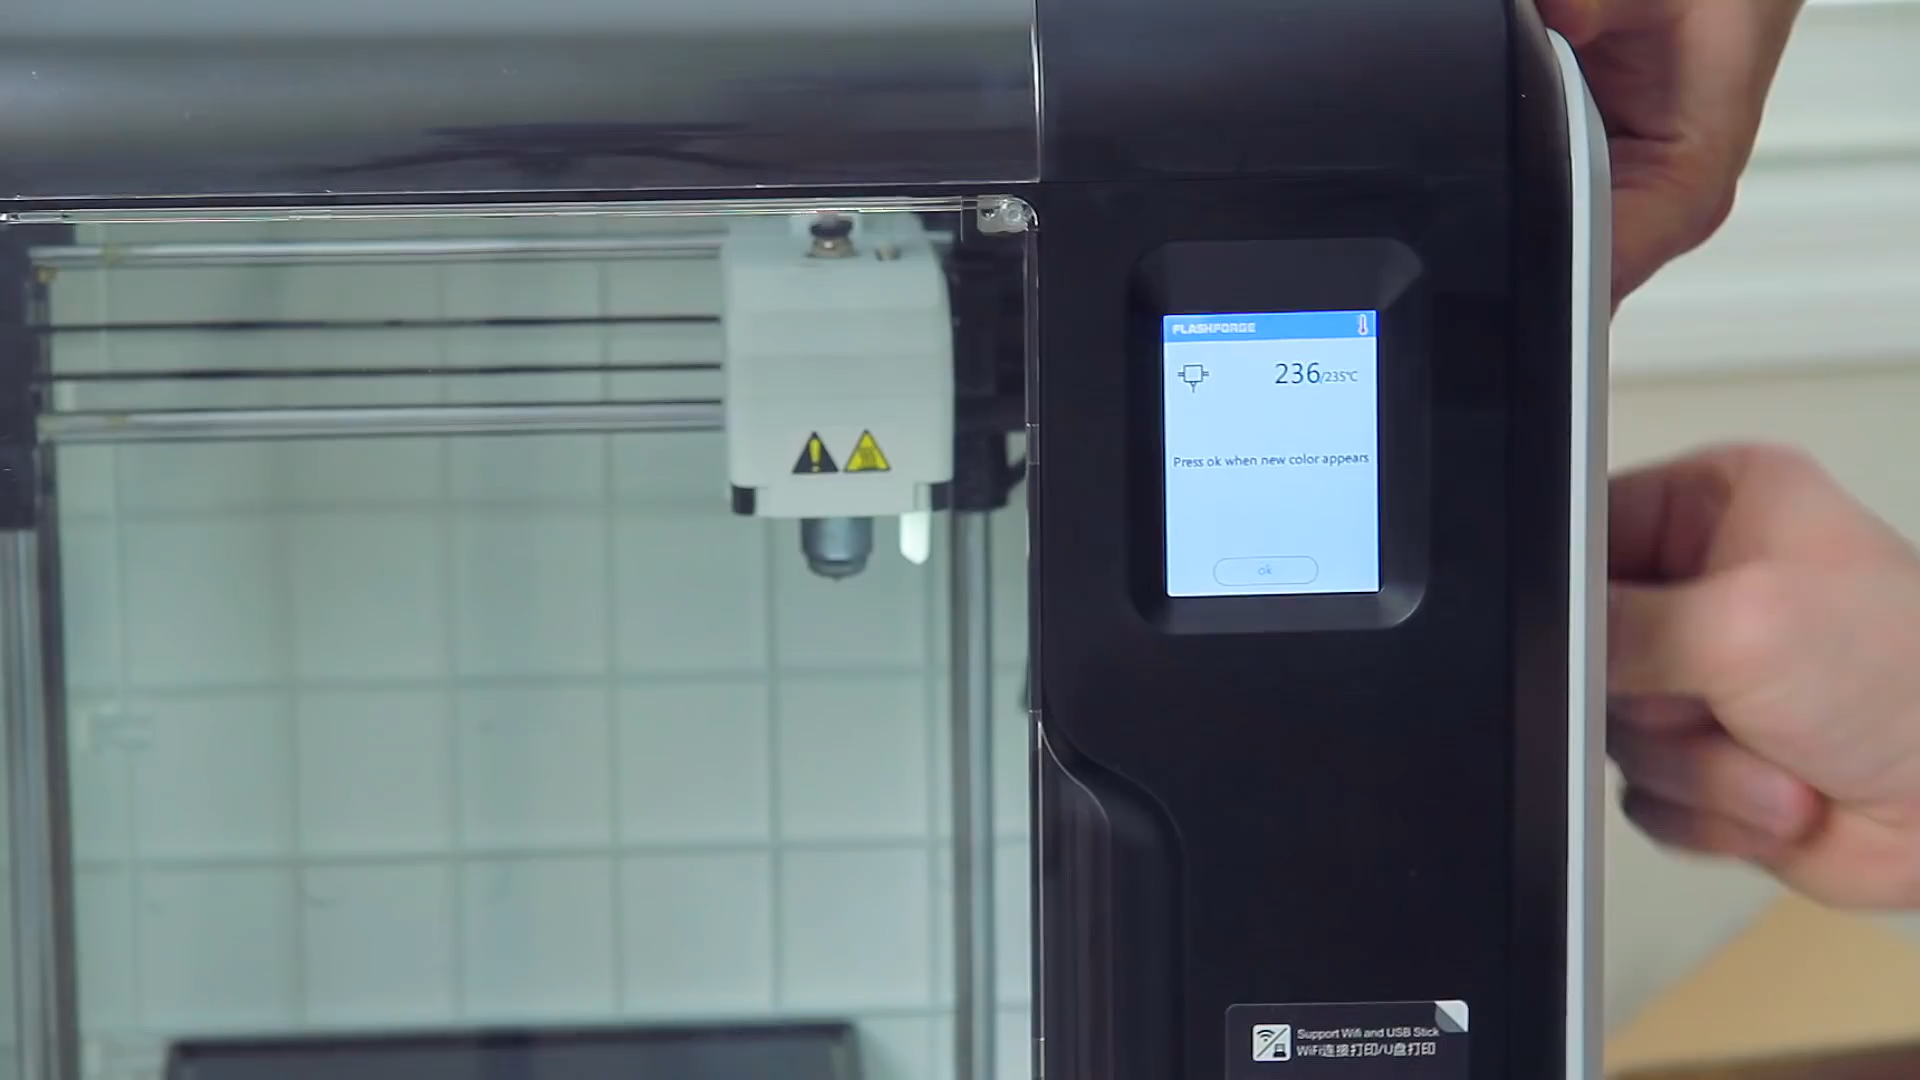 FLASHFORGE
236/235℃
Press ok when new color appears
ok
Support Wifi and USB Stick
WiFi连接打印/U盘打印